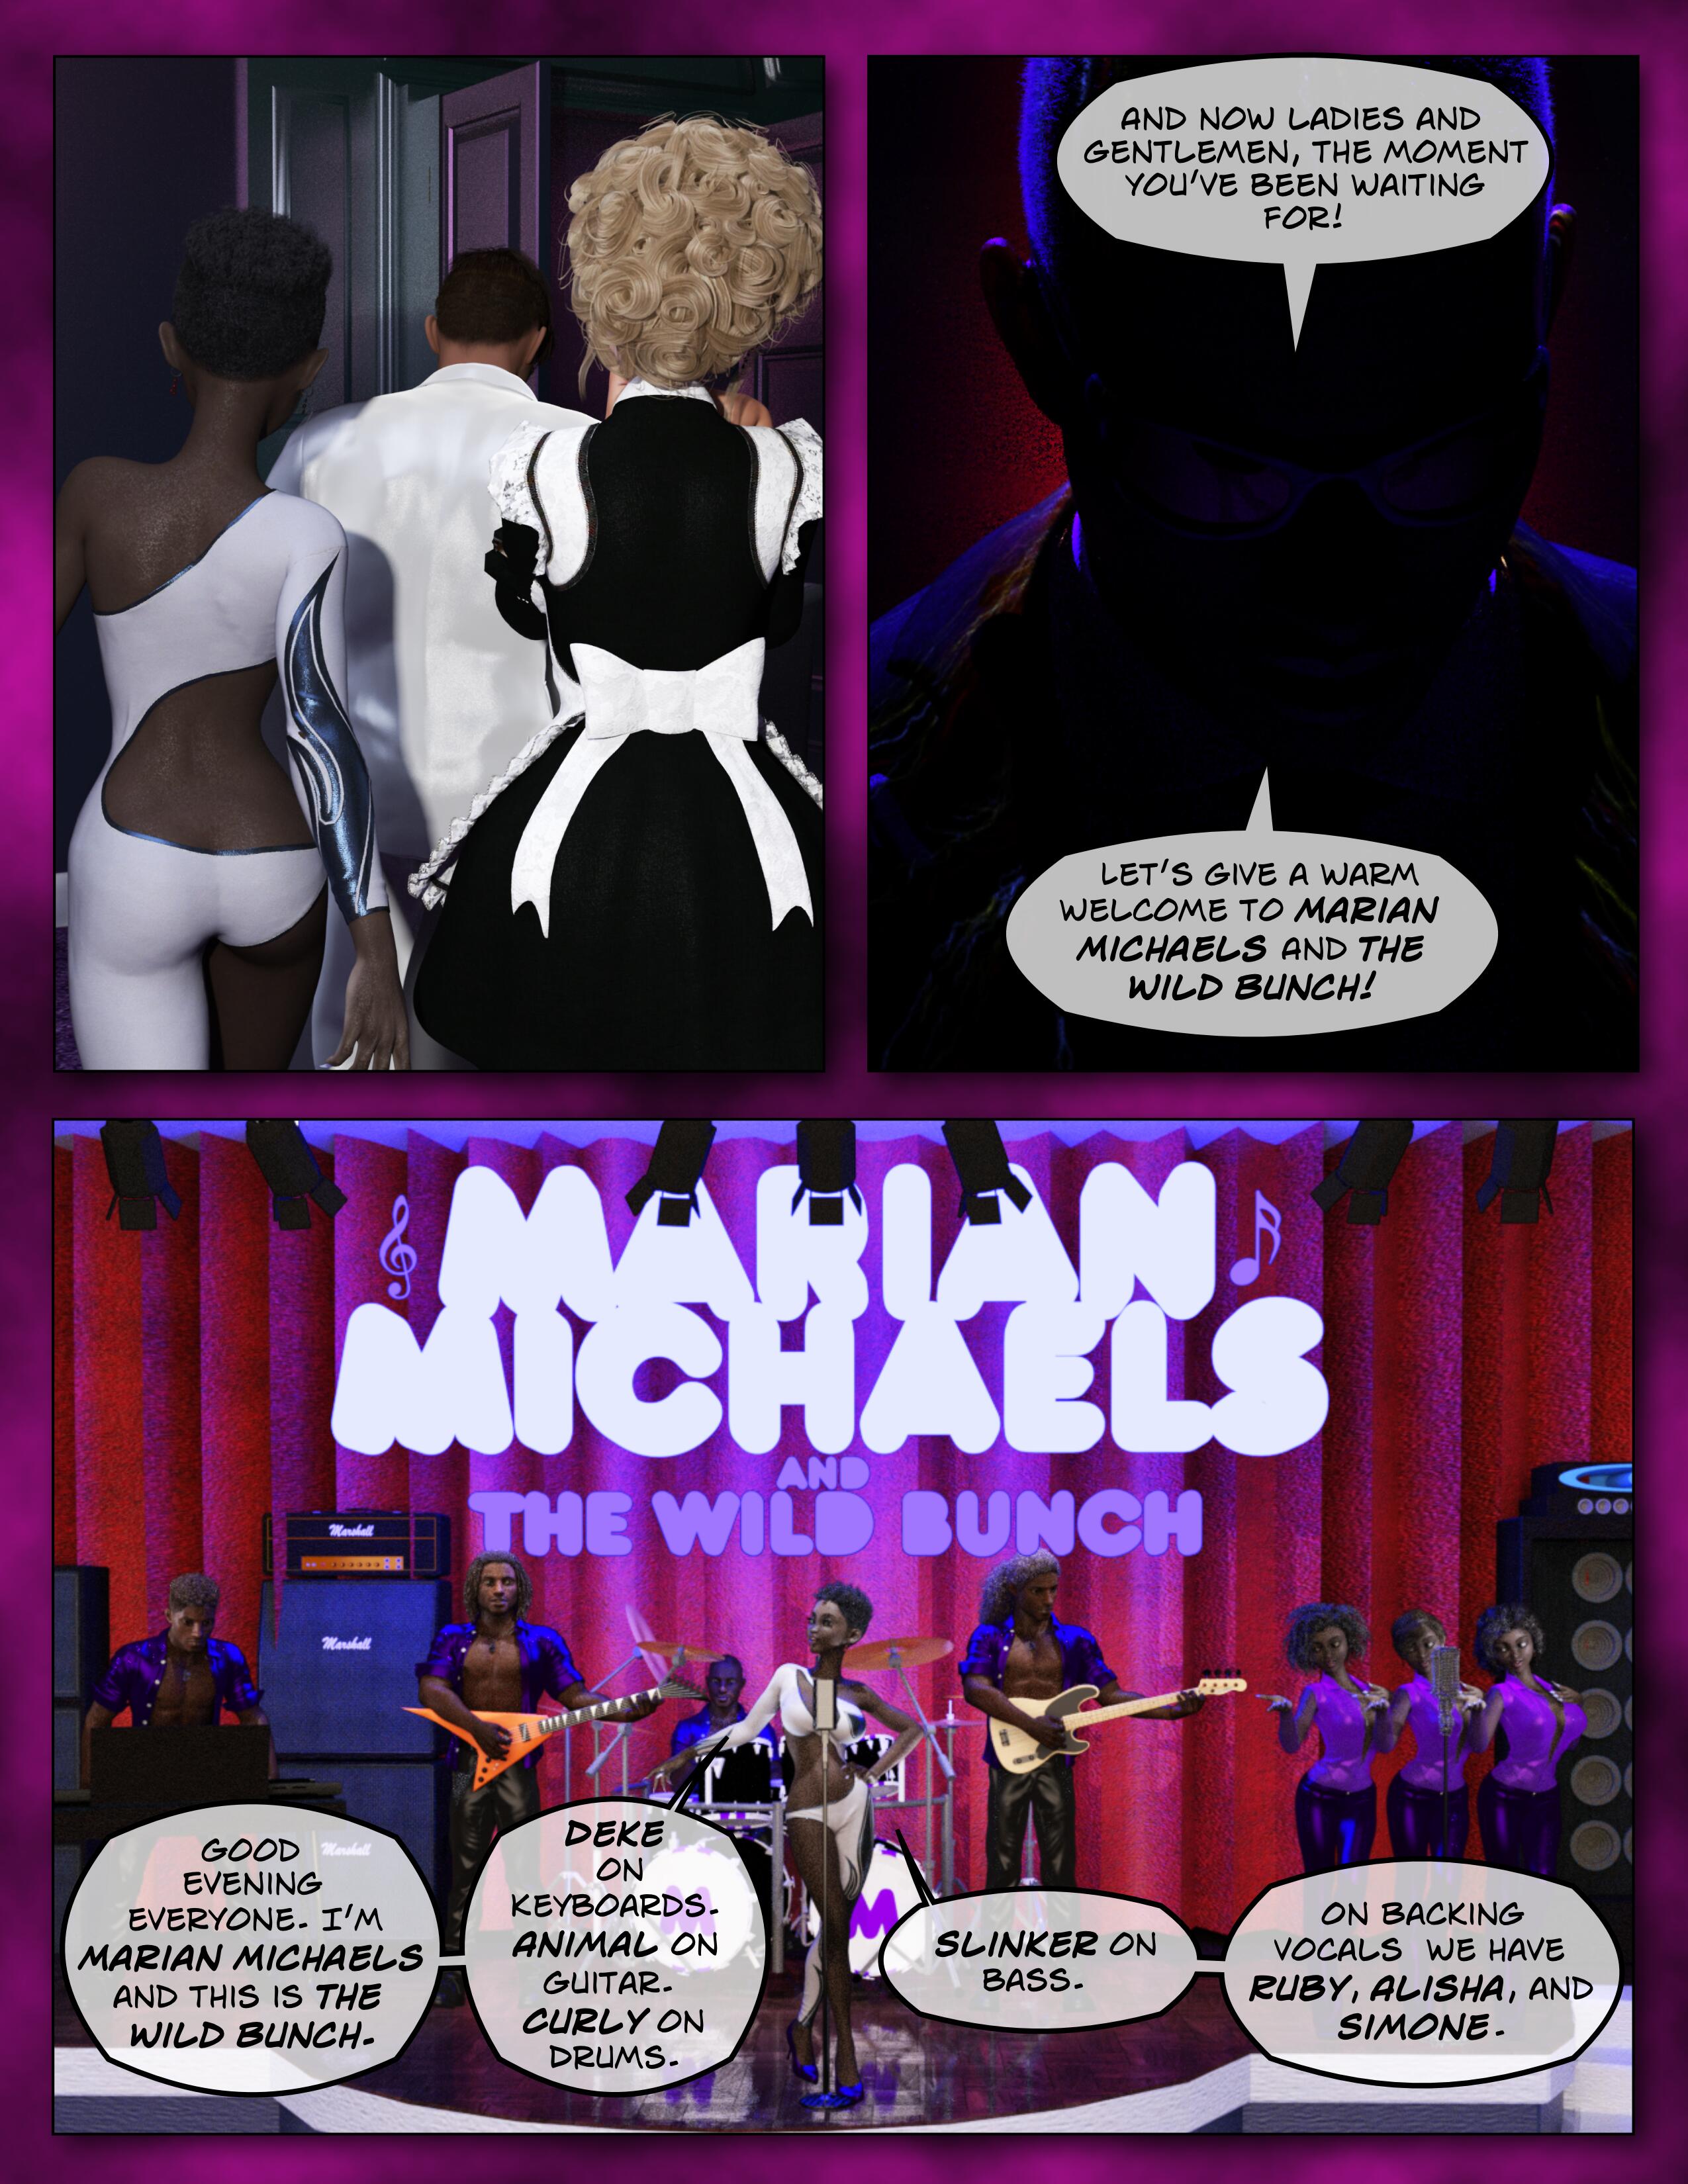 AND NOW LADIES AND
GENTLEMEN, THE MOMENT
YOU'VE BEEN WAITING
FOR!
LET'S GIVE A WARM
WELCOME TO MARIAN
MICHAELS AND THE
WILD BUNCH!
MARIAN
MICHAELS
AND
THE WILD BUNCH
Marshall
Marshall
Marshall
M
M
GOOD
EVENING
EVERYONE. I'M
MARIAN MICHAELS
AND THIS IS THE
WILD BUNCH.
DEKE
ON
KEYBOARDS.
ANIMAL ON
GUITAR.
CURLY ON
DRUMS.
SLINKER ON
BASS.
ON BACKING
VOCALS WE HAVE
RUBY, ALISHA, AND
SIMONE.